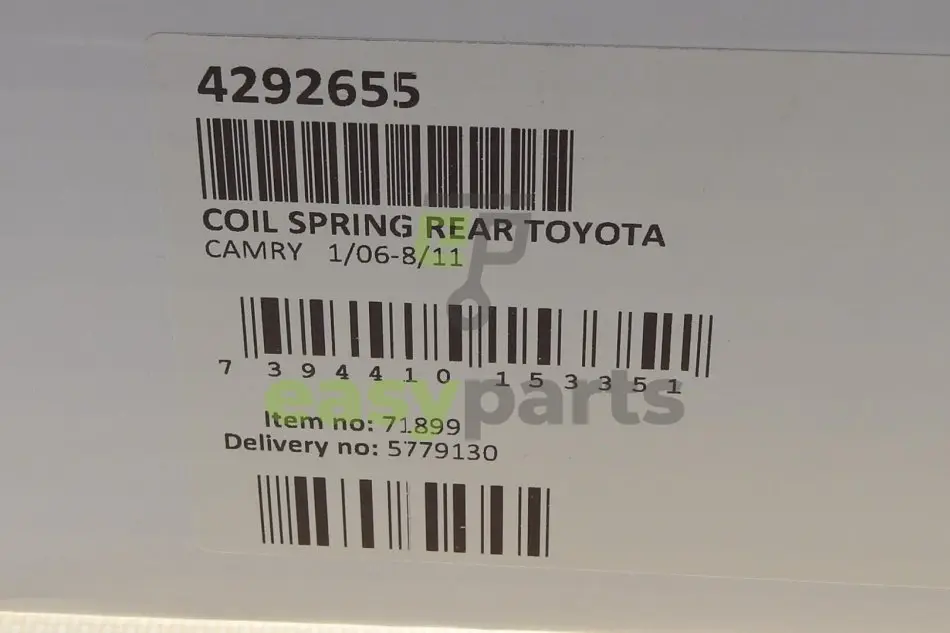 4292655
COIL SPRING REAR TOYOTA
CAMRY 1/06-8/11
7 394410 153351
easyparts
Item no: 71899
Delivery no: 5779130